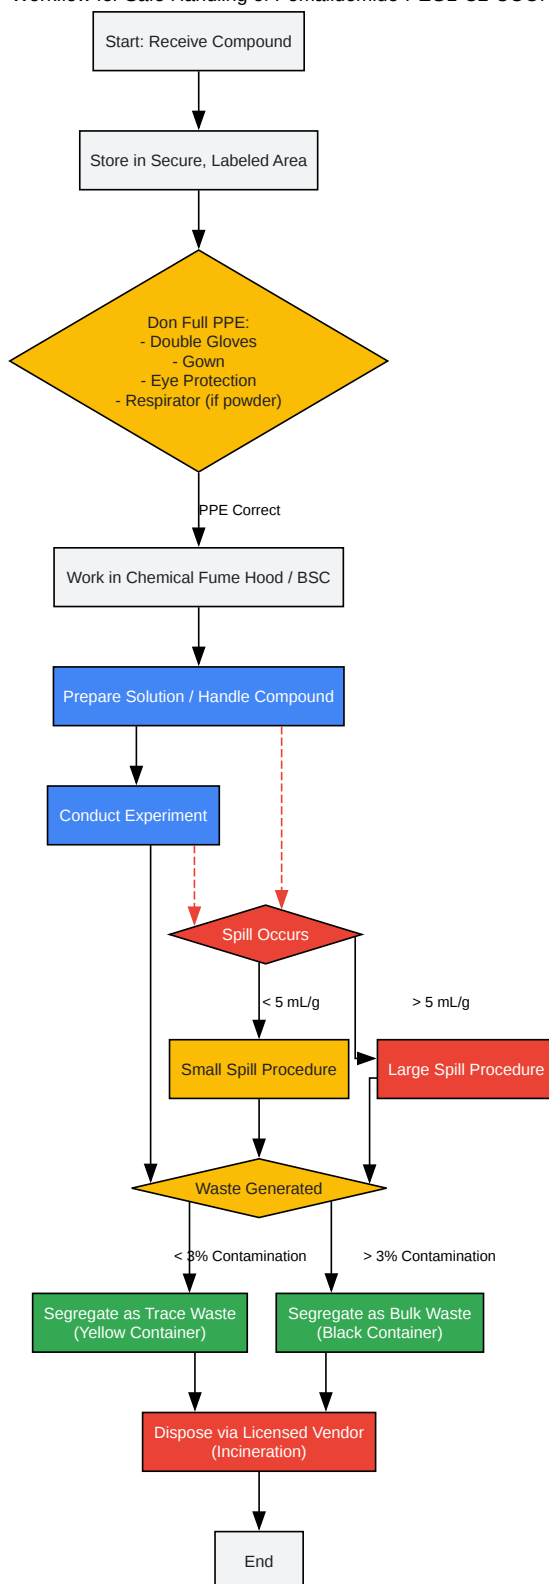 Start: Receive Compound
Store in Secure, Labeled Area
Don Full PPE:
- Double Gloves
- Gown
- Eye Protection
- Respirator (if powder)
PPE Correct
Work in Chemical Fume Hood / BSC
Prepare Solution / Handle Compound
Conduct Experiment
Spill Occurs
< 5 mL/g
> 5 mL/g
Small Spill Procedure
Large Spill Procedure
Waste Generated
< 3% Contamination
> 3% Contamination
Segregate as Trace Waste
(Yellow Container)
Segregate as Bulk Waste
(Black Container)
Dispose via Licensed Vendor
(Incineration)
End